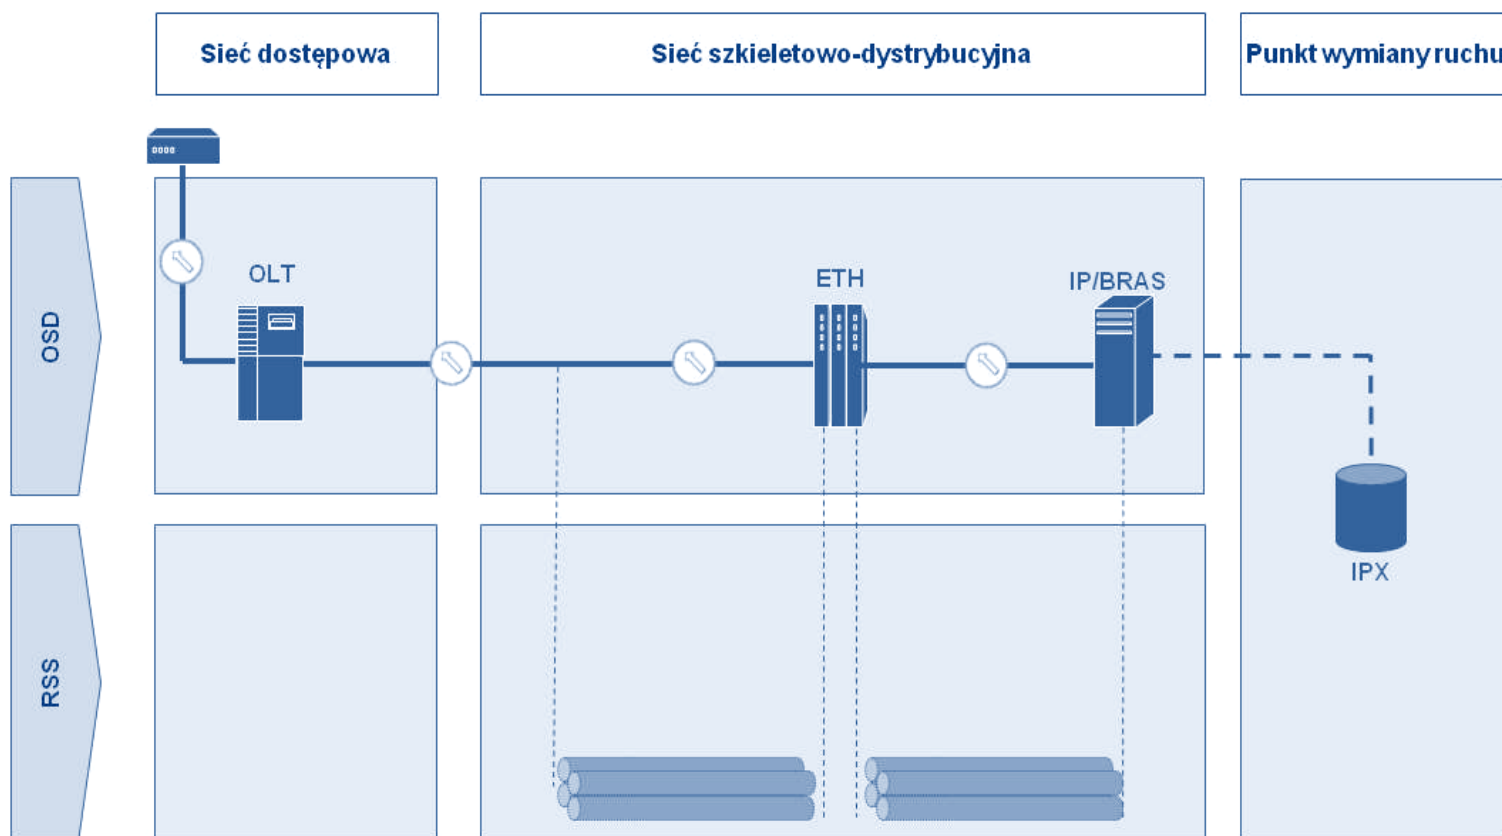 Sieć dostępowa
Sieć szkieletowo-dystrybucyjna
Punkt wymiany ruchu
OLT
ETH
IP/BRAS
OSD
IPX
RSS